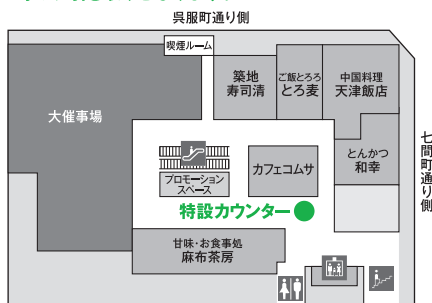 呉服町通り側
喫煙ルーム
築地
寿司清
ご飯とろろ
とろ麦
中国料理
天津飯店
大催事場
とんかつ
和幸
七間町通り側
プロモーション
スペース
カフェコムサ
特設カウンター
甘味・お食事処
麻布茶房